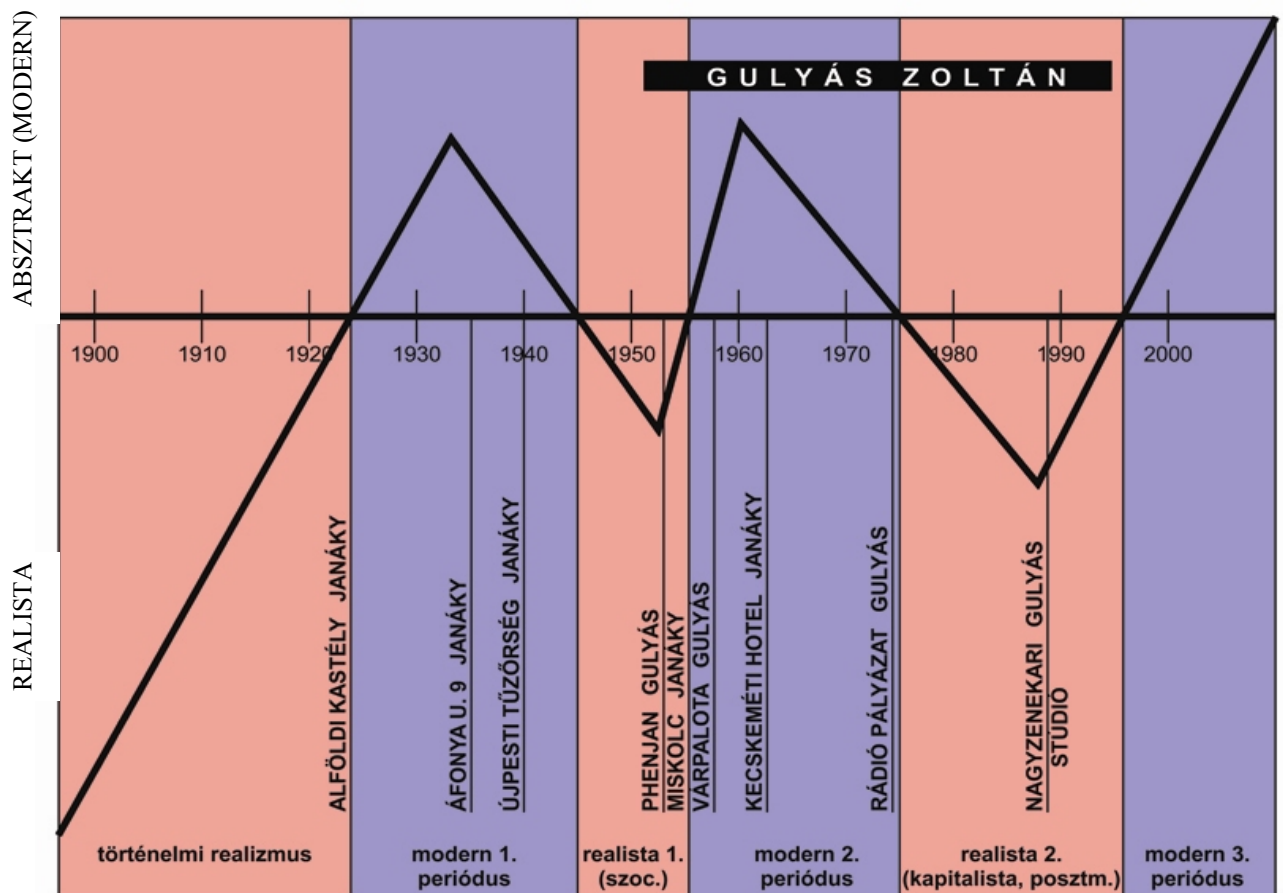 ABSZTRAKT (MODERN)
REALISTA
GULYÁS ZOLTÁN
1900
1910
1920
1930
1940
1950
1960
1970
1980
1990
2000
ALFÖLDI KASTÉLY JANÁKY
ÁFONYA U. 9 JANÁKY
ÚJPESTI TŰZŐRSÉG JANÁKY
PHENJAN GULYÁS
MISKOLC JANÁKY
VÁRPALOTA GULYÁS
KECSKEMÉTI HOTEL JANÁKY
RÁDIÓ PÁLYÁZAT GULYÁS
NAGYZENEKARI GULYÁS
STÚDIÓ
történelmi realizmus
modern 1.
periódus
realista 1.
(szoc.)
modern 2.
periódus
realista 2.
(kapitalista, posztm.)
modern 3.
periódus